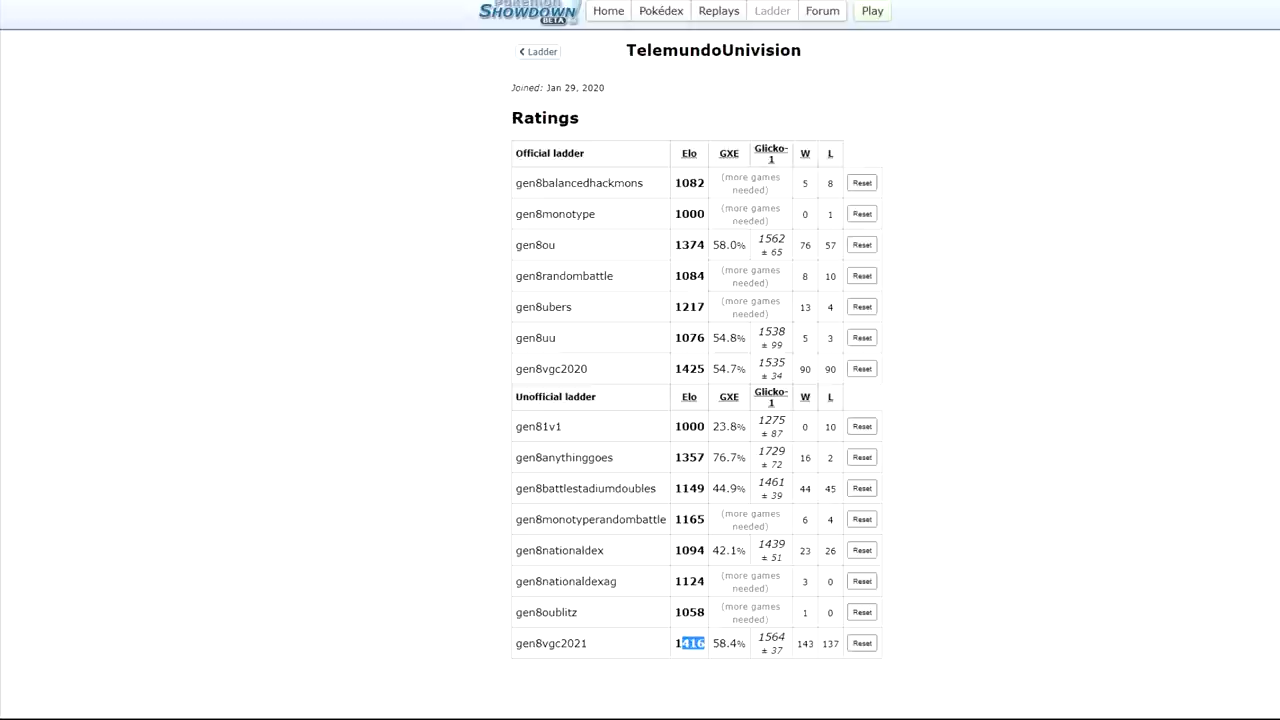 Pokémon
SHOWDOWN
BETA
Home Pokédex Replays Ladder Forum Play
Ladder
TelemundoUnivision
Joined: Jan 29, 2020
Ratings
Official ladder Elo GXE Glicko-1 W L
gen8balancedhackmons 1082 (more games needed) 5 8 Reset
gen8monotype 1000 (more games needed) 0 1 Reset
gen8ou 1374 58.0% 1562 ± 65 76 57 Reset
gen8randombattle 1084 (more games needed) 8 10 Reset
gen8ubers 1217 (more games needed) 13 4 Reset
gen8uu 1076 54.8% 1538 ± 99 5 3 Reset
gen8vgc2020 1425 54.7% 1535 ± 34 90 90 Reset
Unofficial ladder Elo GXE Glicko-1 W L
gen81v1 1000 23.8% 1275 ± 87 0 10 Reset
gen8anythinggoes 1357 76.7% 1729 ± 72 16 2 Reset
gen8battlestadiumdoubles 1149 44.9% 1461 ± 39 44 45 Reset
gen8monotyperandombattle 1165 (more games needed) 6 4 Reset
gen8nationaldex 1094 42.1% 1439 ± 51 23 26 Reset
gen8nationaldexag 1124 (more games needed) 3 0 Reset
gen8oublitz 1058 (more games needed) 1 0 Reset
gen8vgc2021 1416 58.4% 1564 ± 37 143 137 Reset